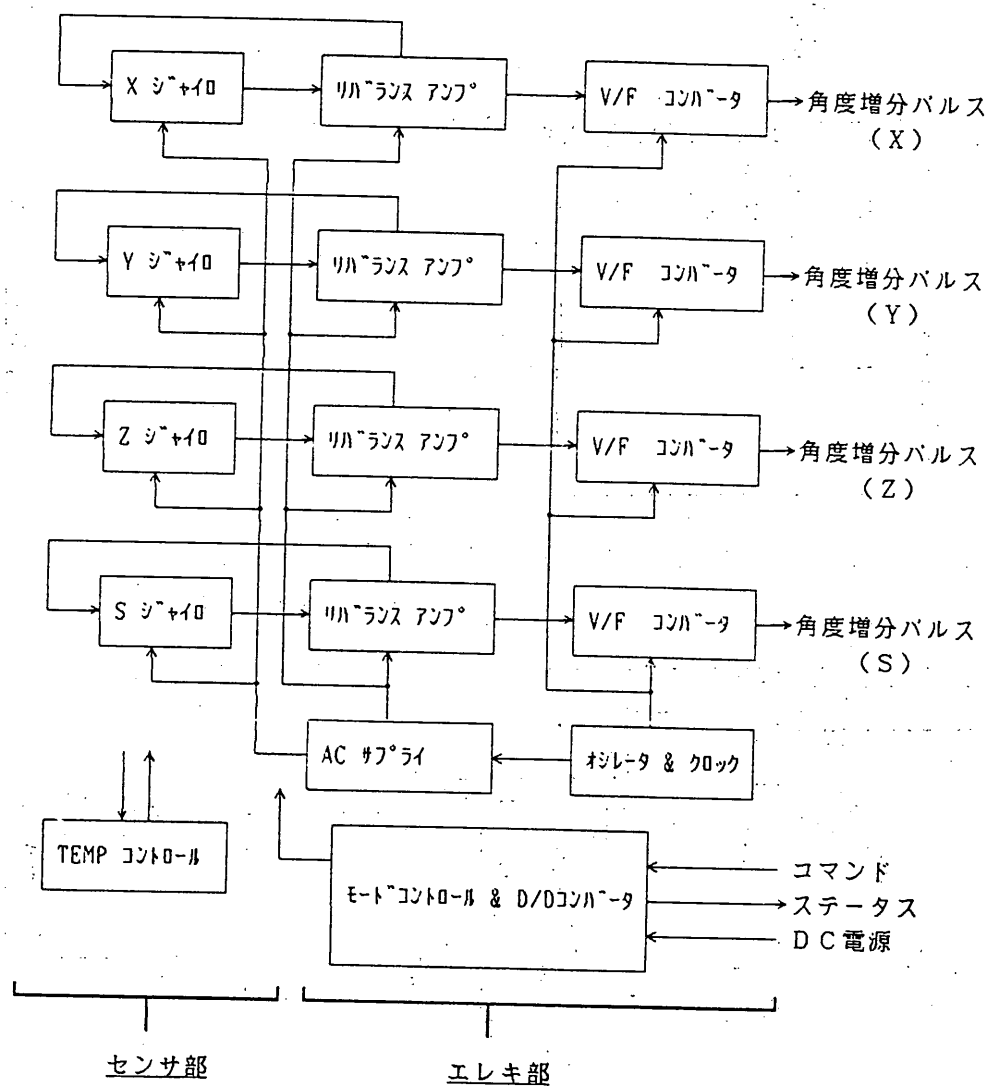 X ジャイロ
リバランス アンプ
V/F コンバータ
角度増分パルス
(X)
Y ジャイロ
リバランス アンプ
V/F コンバータ
角度増分パルス
(Y)
Z ジャイロ
リバランス アンプ
V/F コンバータ
角度増分パルス
(Z)
S ジャイロ
リバランス アンプ
V/F コンバータ
角度増分パルス
(S)
AC サプライ
オシレータ & クロック
TEMP コントロール
モードコントロール & D/Dコンバータ
コマンド
ステータス
DC電源
センサ部
エレキ部